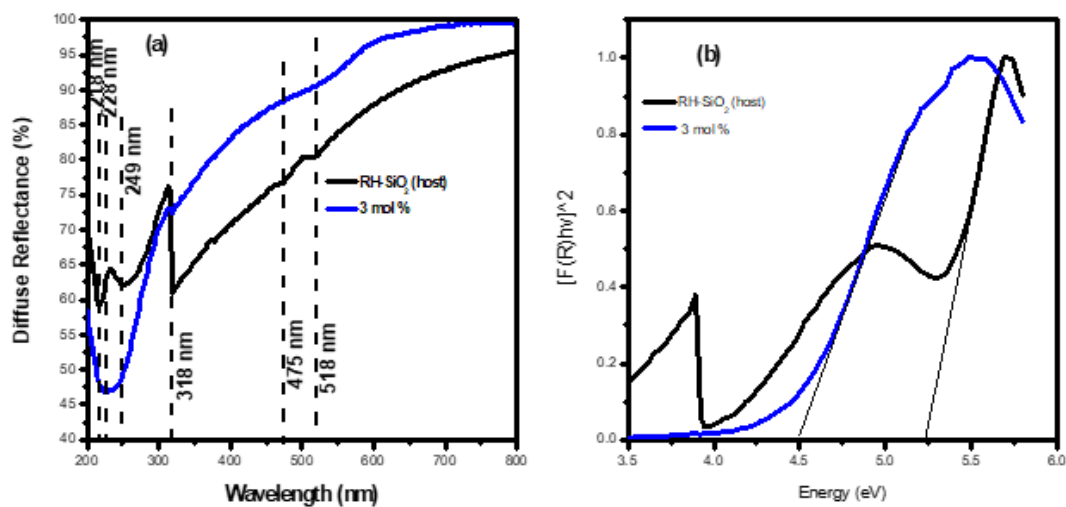 (a)
100
95
90
85
80
75
70
65
60
55
50
45
40
Diffuse Reflectance (%)
218 nm
228 nm
249 nm
318 nm
475 nm
518 nm
RH-SiO2 (host)
3 mol %
200 300 400 500 600 700 800
Wavelength (nm)
(b)
1.0
0.8
0.6
0.4
0.2
0.0
[F(R)hν]^2
RH-SiO2 (host)
3 mol %
3.5 4.0 4.5 5.0 5.5 6.0
Energy (eV)